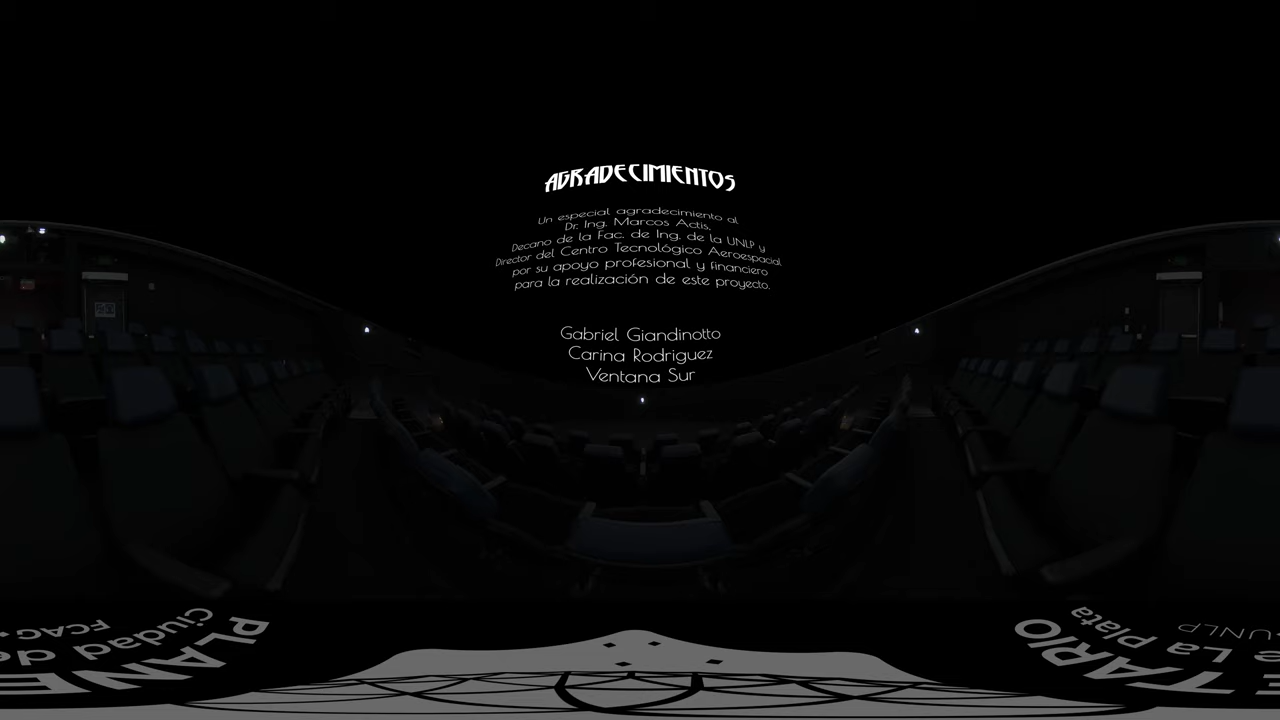 AGRADECIMIENTOS
Un especial agradecimiento al
Dr. Ing. Marcos Actis,
Decano de la Fac. de Ing. de la UNLP y
Director del Centro Tecnológico Aeroespacial,
por su apoyo profesional y financiero
para la realización de este proyecto.
Gabriel Giandinotto
Carina Rodriguez
Ventana Sur
PLANE
Ciudad de
FCAG.
TARIO
e La Plata
UNLP